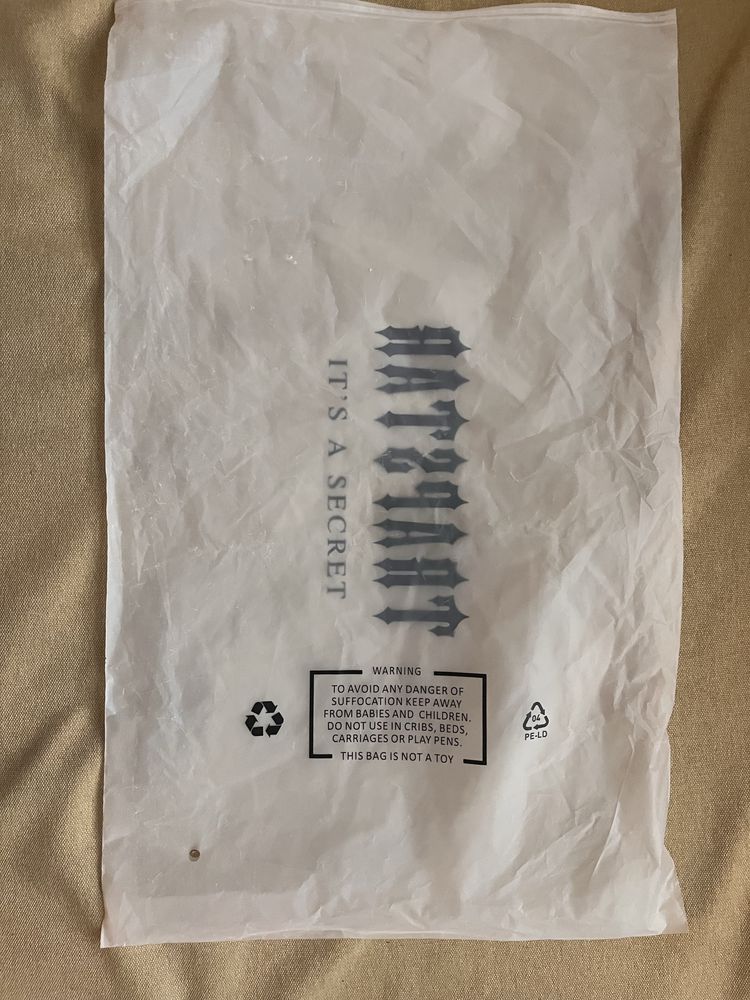 TRAPSTAR
IT'S A SECRET
WARNING
TO AVOID ANY DANGER OF
SUFFOCATION KEEP AWAY
FROM BABIES AND CHILDREN.
DO NOT USE IN CRIBS, BEDS,
CARRIAGES OR PLAY PENS.
THIS BAG IS NOT A TOY
04
PE-LD